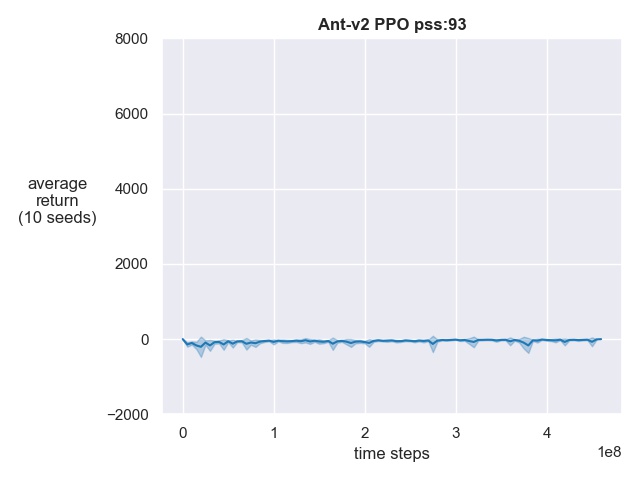 Ant-v2 PPO pss:93
8000
6000
4000
2000
0
−2000
average
return
(10 seeds)
0
1
2
3
4
1e8
time steps